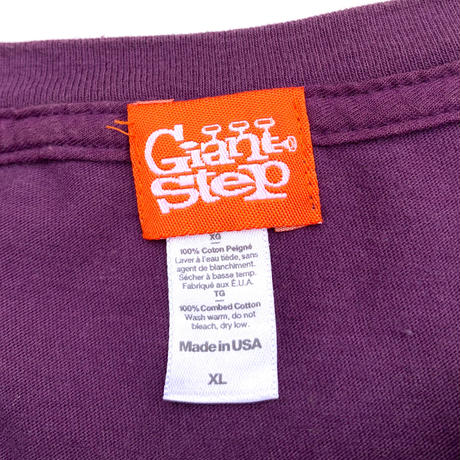 Giant
Step
XG
100% Coton Peigné
Laver à l'eau tiède, sans
agent de blanchiment.
Sécher à basse temp.
Fabriqué aux É.U.A.
TG
100% Combed Cotton
Wash warm, do not
bleach, dry low.
Made in USA
XL